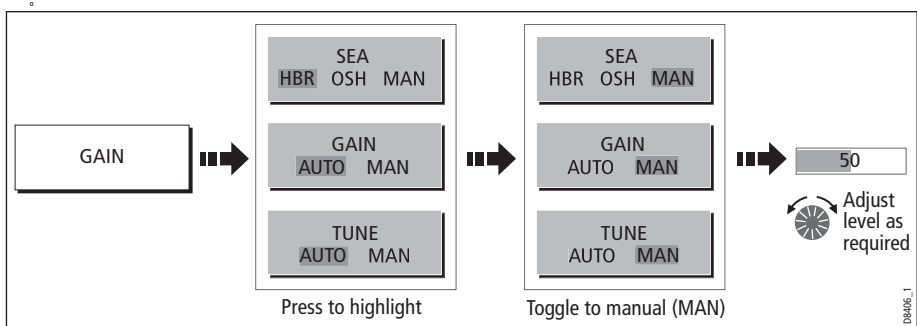 GAIN
SEA
HBR OSH MAN
GAIN
AUTO MAN
TUNE
AUTO MAN
Press to highlight
SEA
HBR OSH MAN
GAIN
AUTO MAN
TUNE
AUTO MAN
Toggle to manual (MAN)
50
Adjust
level as
required
D8406_1